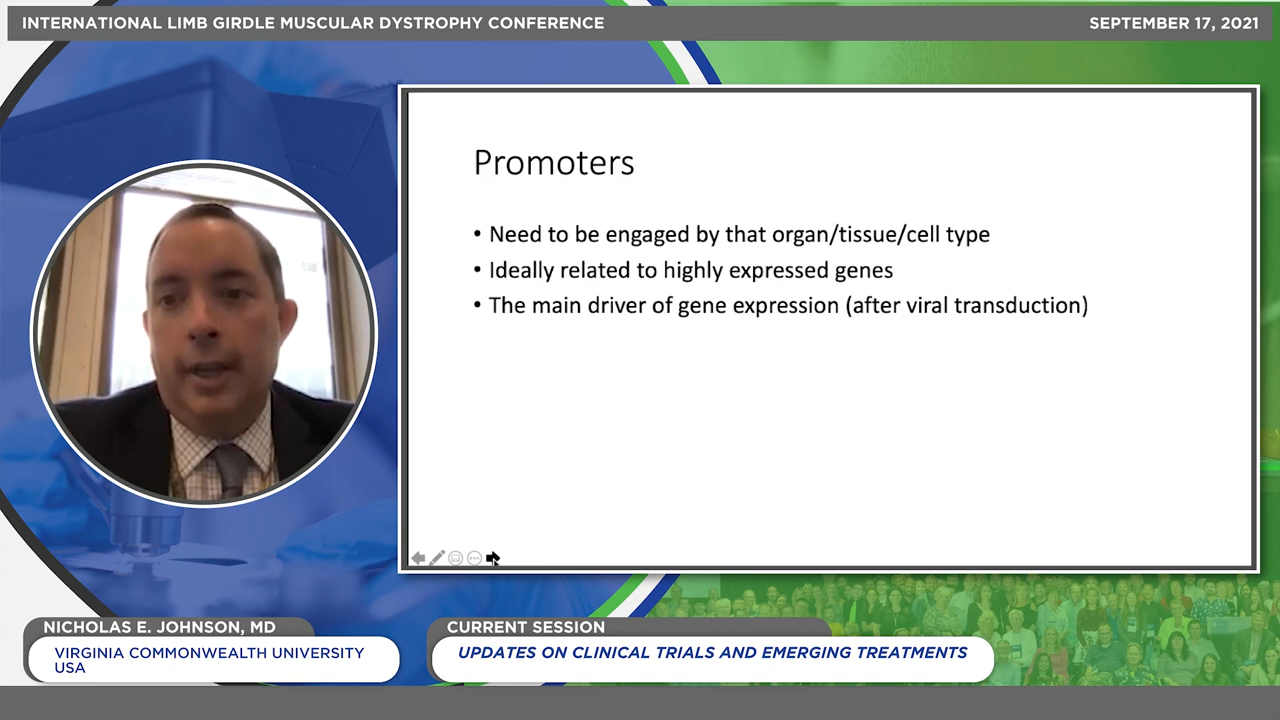 INTERNATIONAL LIMB GIRDLE MUSCULAR DYSTROPHY CONFERENCE
SEPTEMBER 17, 2021
Promoters
• Need to be engaged by that organ/tissue/cell type
• Ideally related to highly expressed genes
• The main driver of gene expression (after viral transduction)
NICHOLAS E. JOHNSON, MD
VIRGINIA COMMONWEALTH UNIVERSITY
USA
CURRENT SESSION
UPDATES ON CLINICAL TRIALS AND EMERGING TREATMENTS